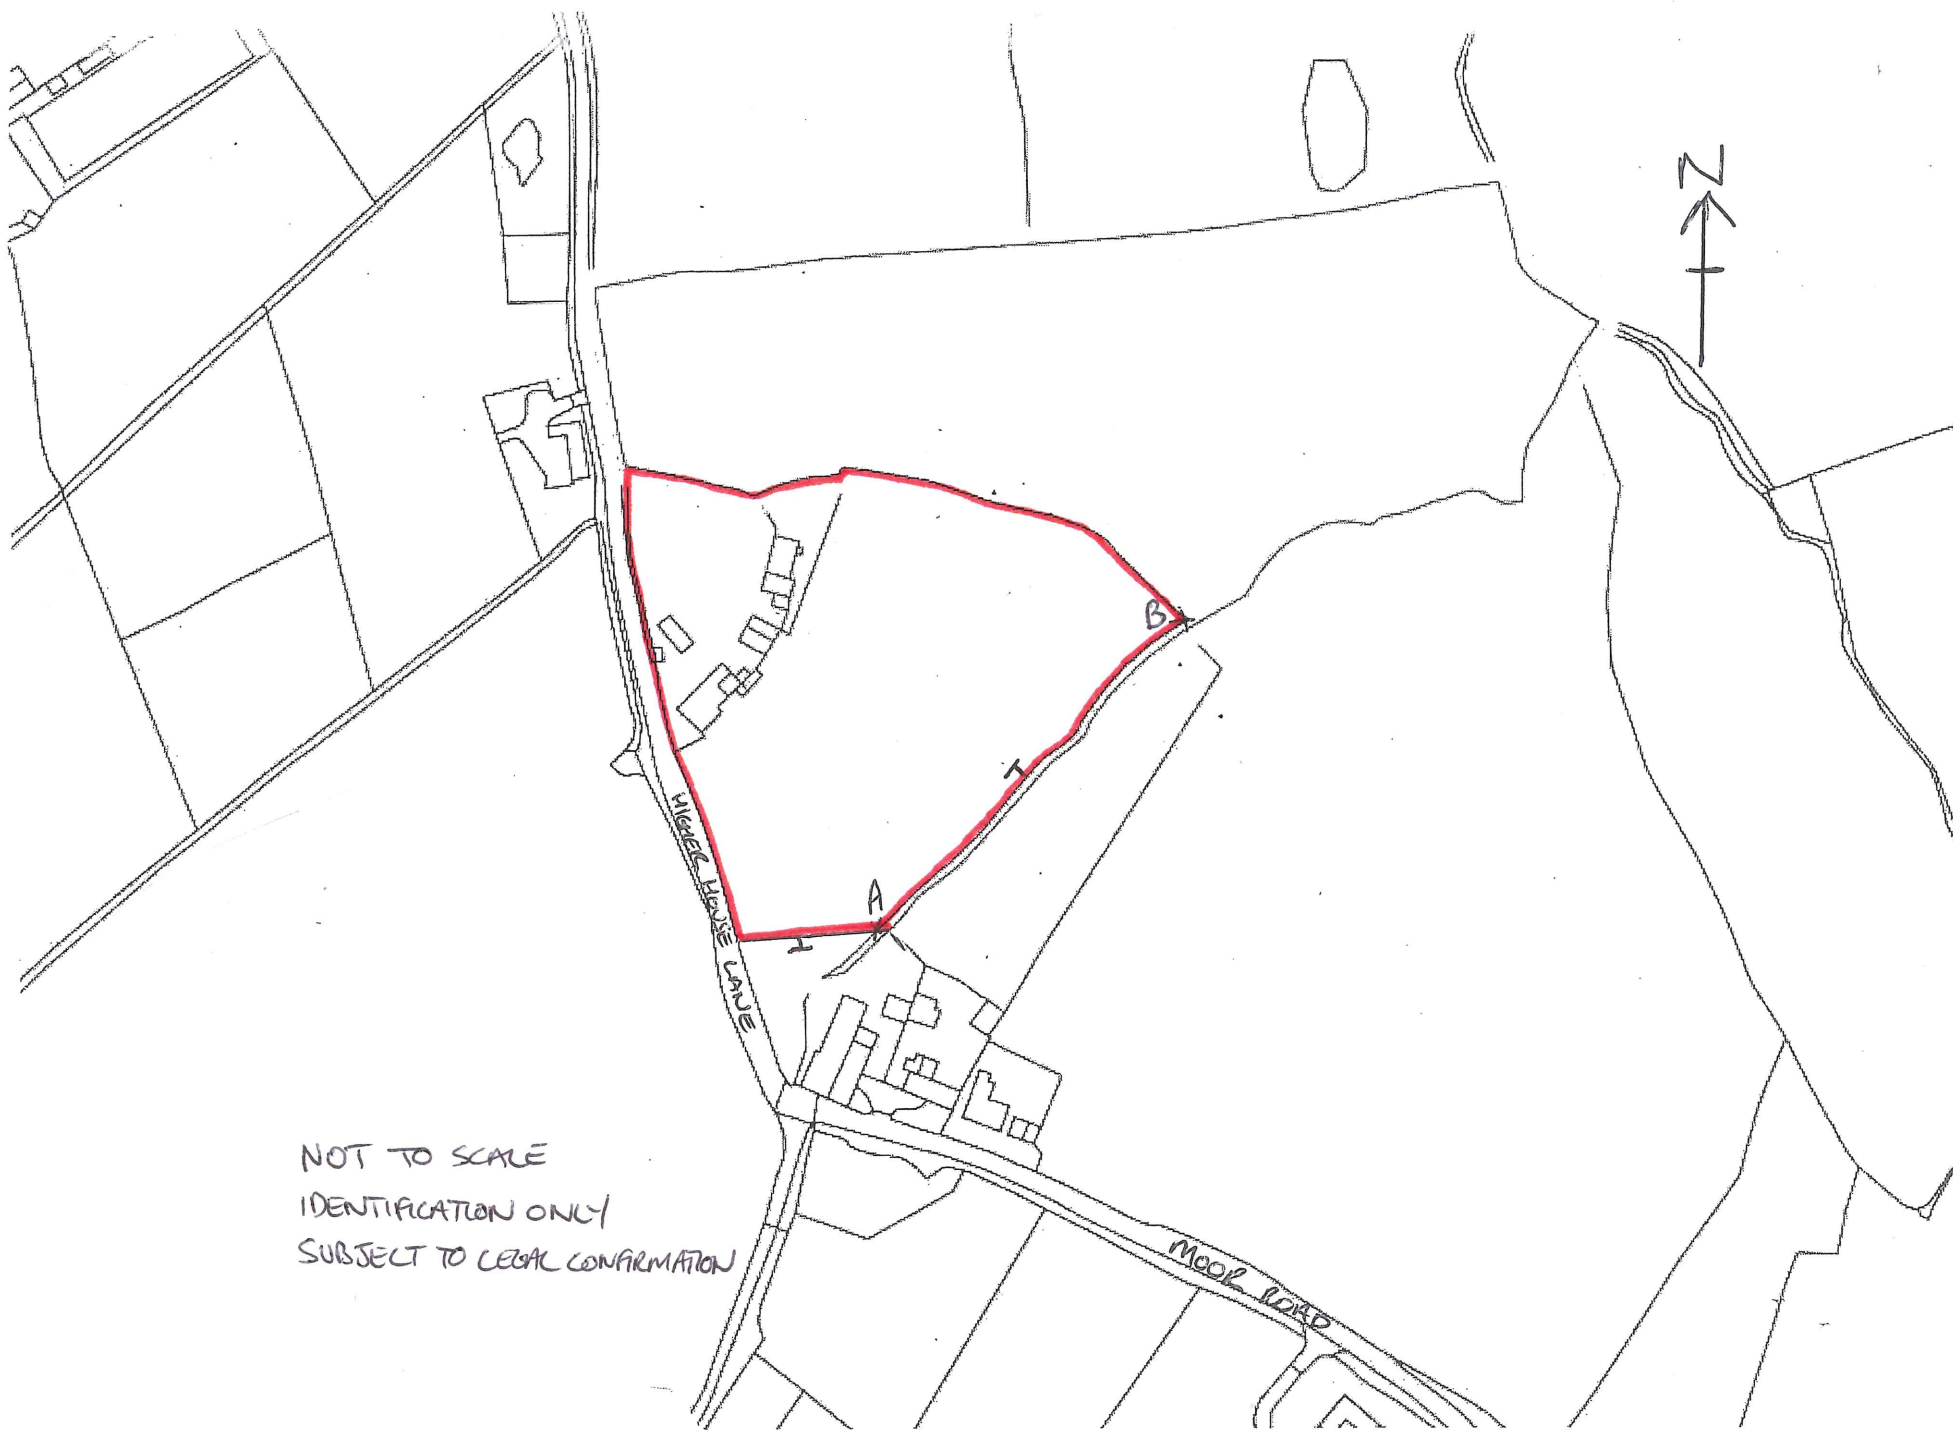 N
B
A
HIGHER HOUSE LANE
NOT TO SCALE
IDENTIFICATION ONLY
SUBJECT TO LEGAL CONFIRMATION
MOOR ROAD